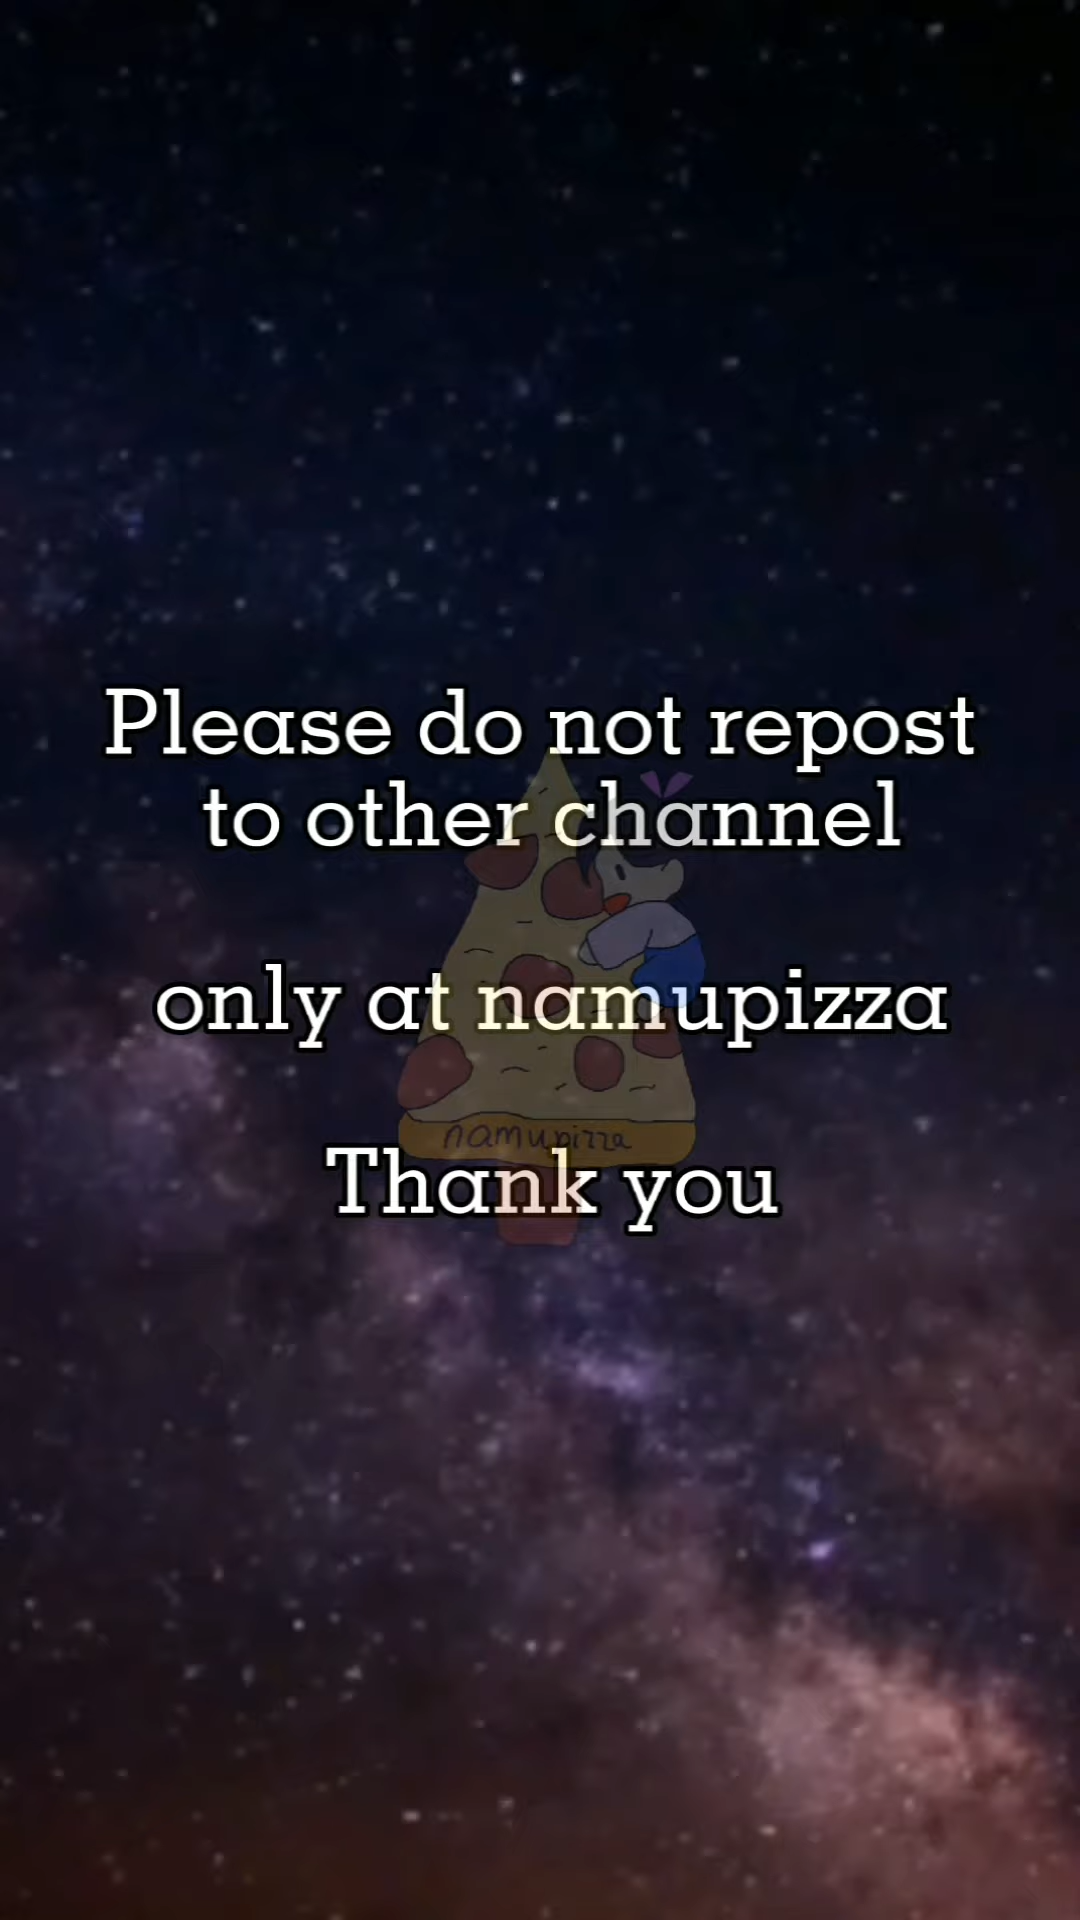 Please do not repost
to other channel
only at namupizza
namupizza
Thank you